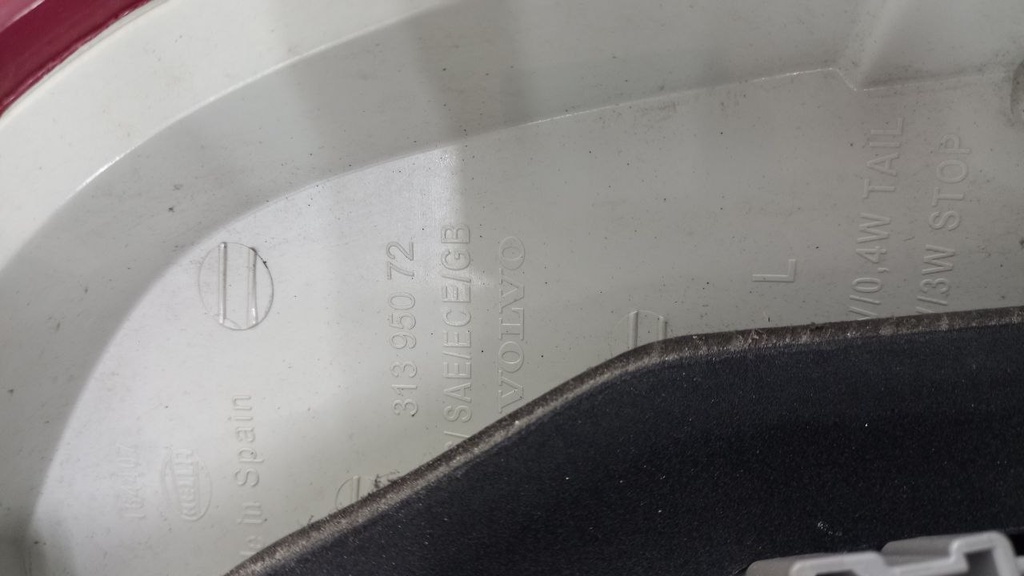 in Spain
313 950 72
/ SAE/ECE/GB
VOLVO
L
/0,4W TAIL
/3W STOP